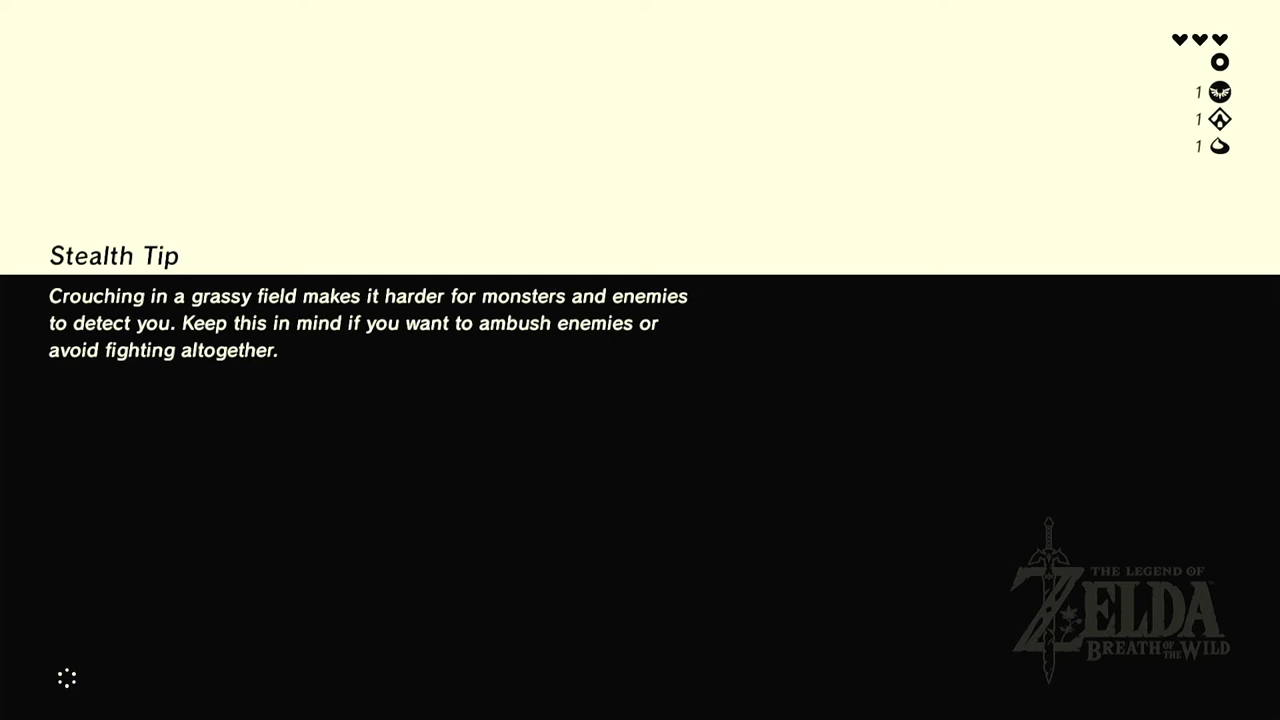 1
1
1
Stealth Tip
Crouching in a grassy field makes it harder for monsters and enemies
to detect you. Keep this in mind if you want to ambush enemies or
avoid fighting altogether.
THE LEGEND OF
ZELDA
BREATH OF THE WILD